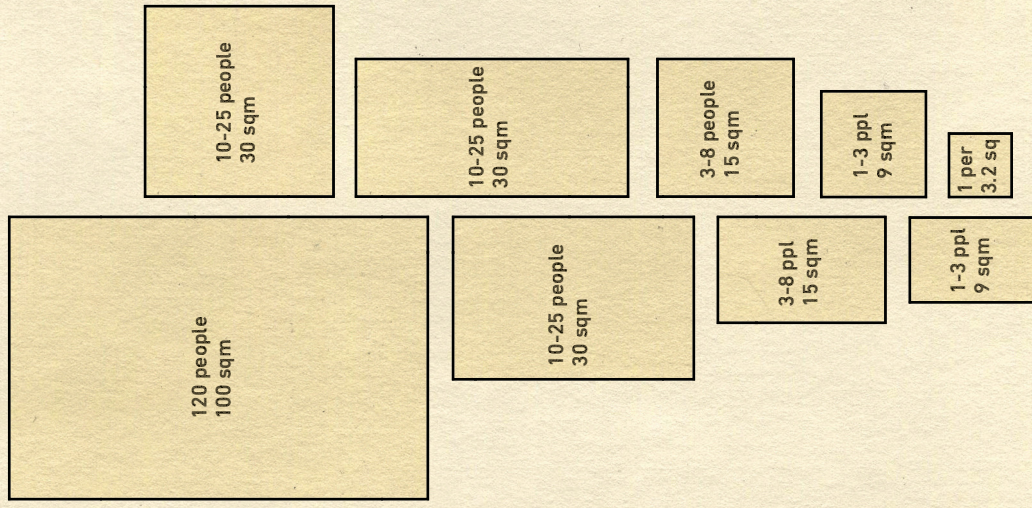 10-25 people
30 sqm
10-25 people
30 sqm
3-8 people
15 sqm
1-3 ppl
9 sqm
1 per
3.2 sq
120 people
100 sqm
10-25 people
30 sqm
3-8 ppl
15 sqm
1-3 ppl
9 sqm